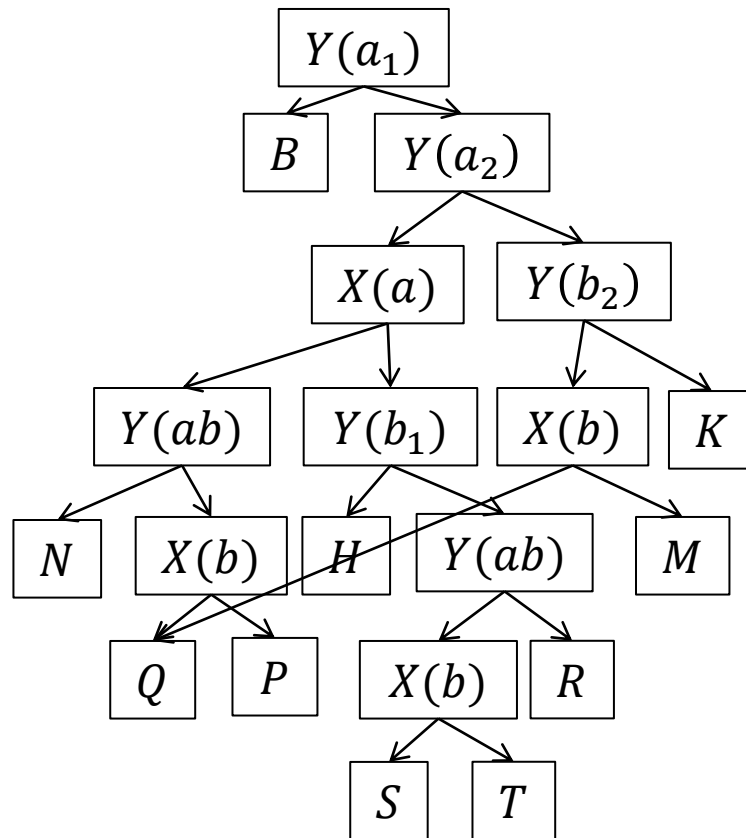 Y(a₁)
B Y(a₂)
X(a) Y(b₂)
Y(ab) Y(b₁) X(b) K
N X(b) H Y(ab) M
Q P X(b) R
S T